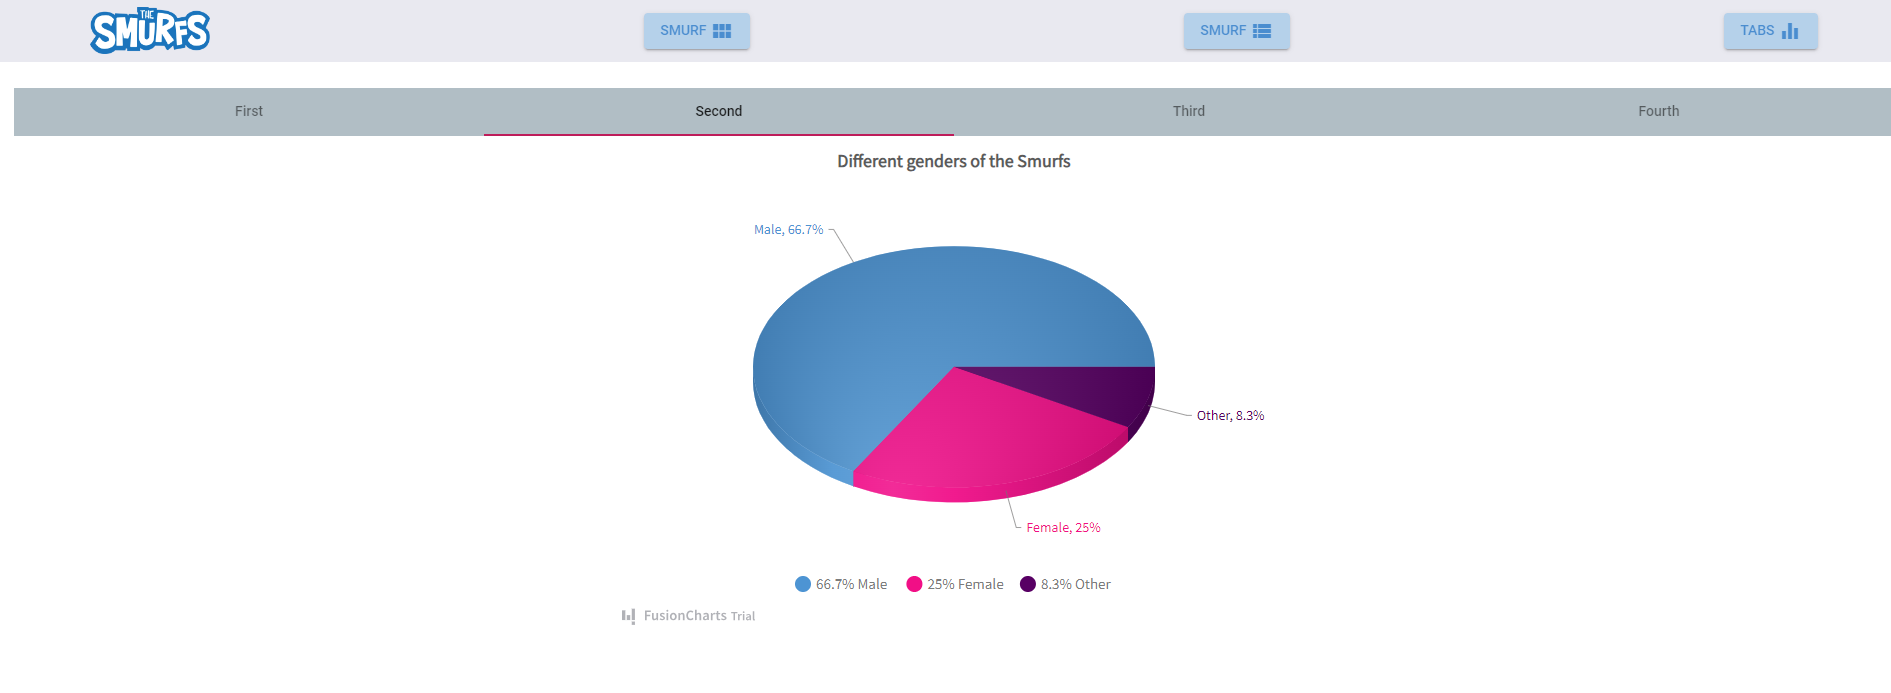 THE
SMURFS
SMURF
SMURF
TABS
First
Second
Third
Fourth
Different genders of the Smurfs
Male, 66.7%
Other, 8.3%
Female, 25%
66.7% Male
25% Female
8.3% Other
FusionCharts Trial